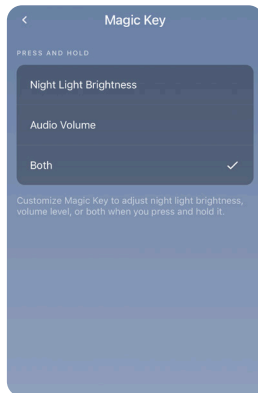 Magic Key
PRESS AND HOLD
Night Light Brightness
Audio Volume
Both
Customize Magic Key to adjust night light brightness,
volume level, or both when you press and hold it.